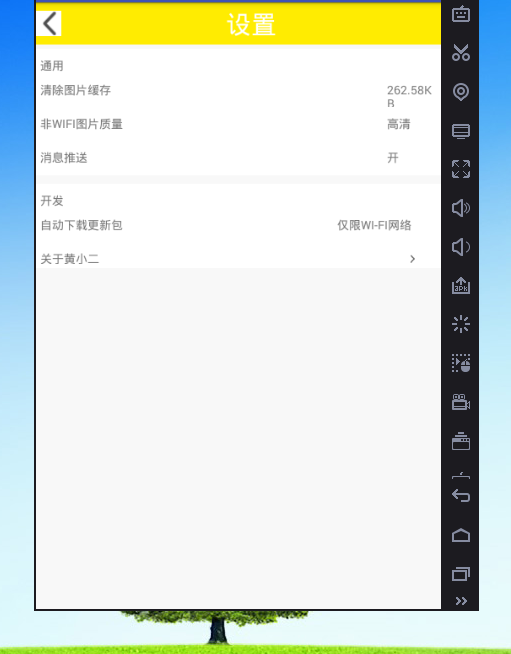 设置
通用
清除图片缓存 262.58K
B
非WIFI图片质量 高清
消息推送 开
开发
自动下载更新包 仅限WI-FI网络
关于黄小二
apk